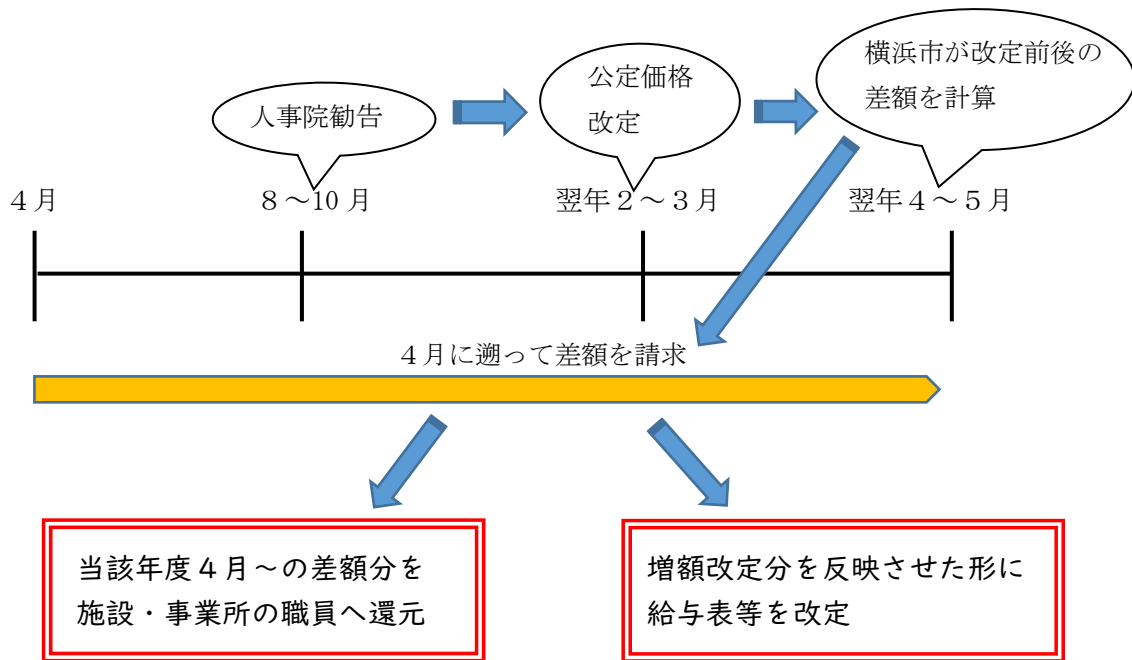 人事院勧告
公定価格
改定
横浜市が改定前後の
差額を計算
４月
８～10 月
翌年２～３月
翌年４～５月
４月に遡って差額を請求
当該年度４月～の差額分を
施設・事業所の職員へ還元
増額改定分を反映させた形に
給与表等を改定